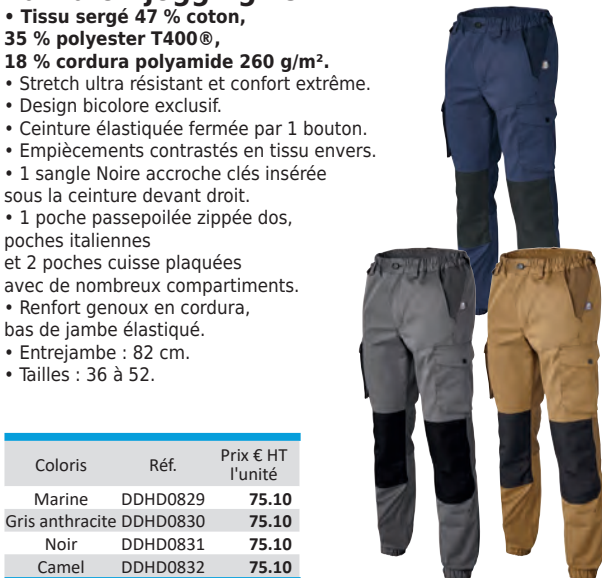 • Tissu sergé 47 % coton,
35 % polyester T400®,
18 % cordura polyamide 260 g/m².
• Stretch ultra résistant et confort extrême.
• Design bicolore exclusif.
• Ceinture élastiquée fermée par 1 bouton.
• Empiècements contrastés en tissu envers.
• 1 sangle Noire accroche clés insérée
sous la ceinture devant droit.
• 1 poche passepoilée zippée dos,
poches italiennes
et 2 poches cuisse plaquées
avec de nombreux compartiments.
• Renfort genoux en cordura,
bas de jambe élastiqué.
• Entrejambe : 82 cm.
• Tailles : 36 à 52.
Coloris Réf. Prix € HT
l'unité
Marine DDHD0829 75.10
Gris anthracite DDHD0830 75.10
Noir DDHD0831 75.10
Camel DDHD0832 75.10